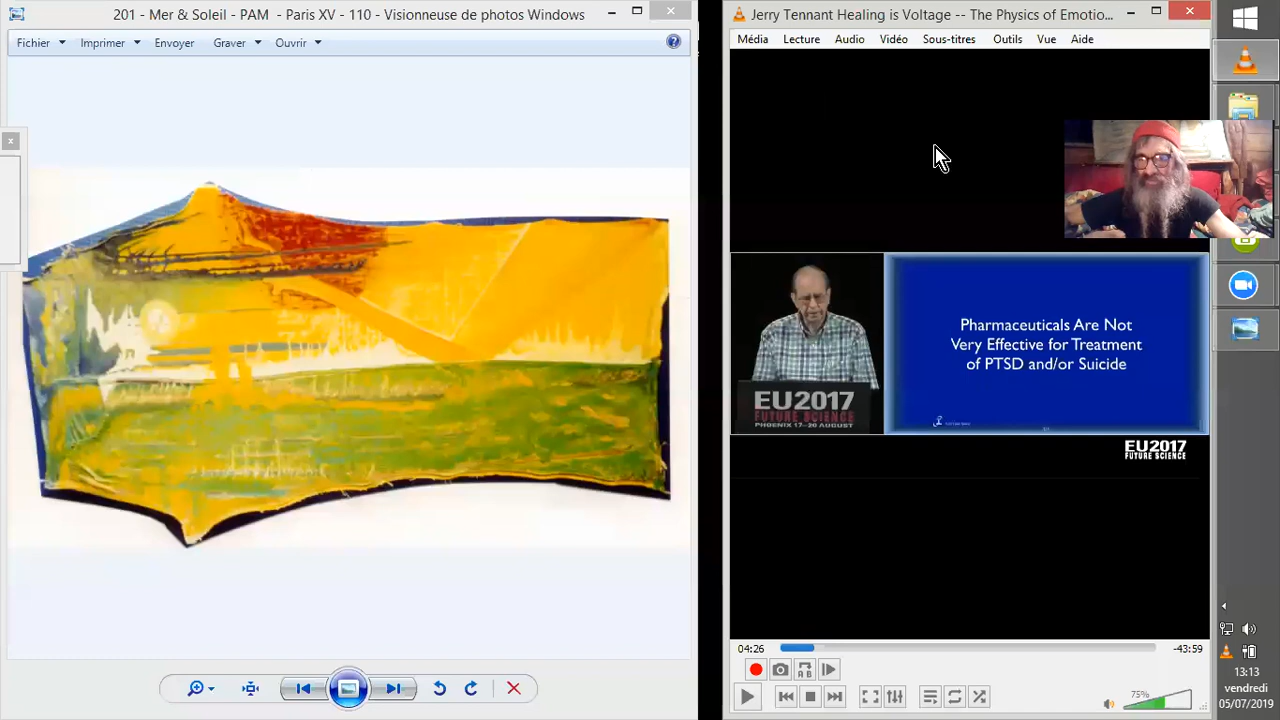 201 - Mer & Soleil - PAM - Paris XV - 110 - Visionneuse de photos Windows
Fichier Imprimer Envoyer Graver Ouvrir
Jerry Tennant Healing is Voltage -- The Physics of Emotio...
Média Lecture Audio Vidéo Sous-titres Outils Vue Aide
Pharmaceuticals Are Not
Very Effective for Treatment
of PTSD and/or Suicide
EU2017
FUTURE SCIENCE
PHOENIX 17–20 AUGUST
EU2017
FUTURE SCIENCE
04:26
-43:59
75%
13:13
vendredi
05/07/2019